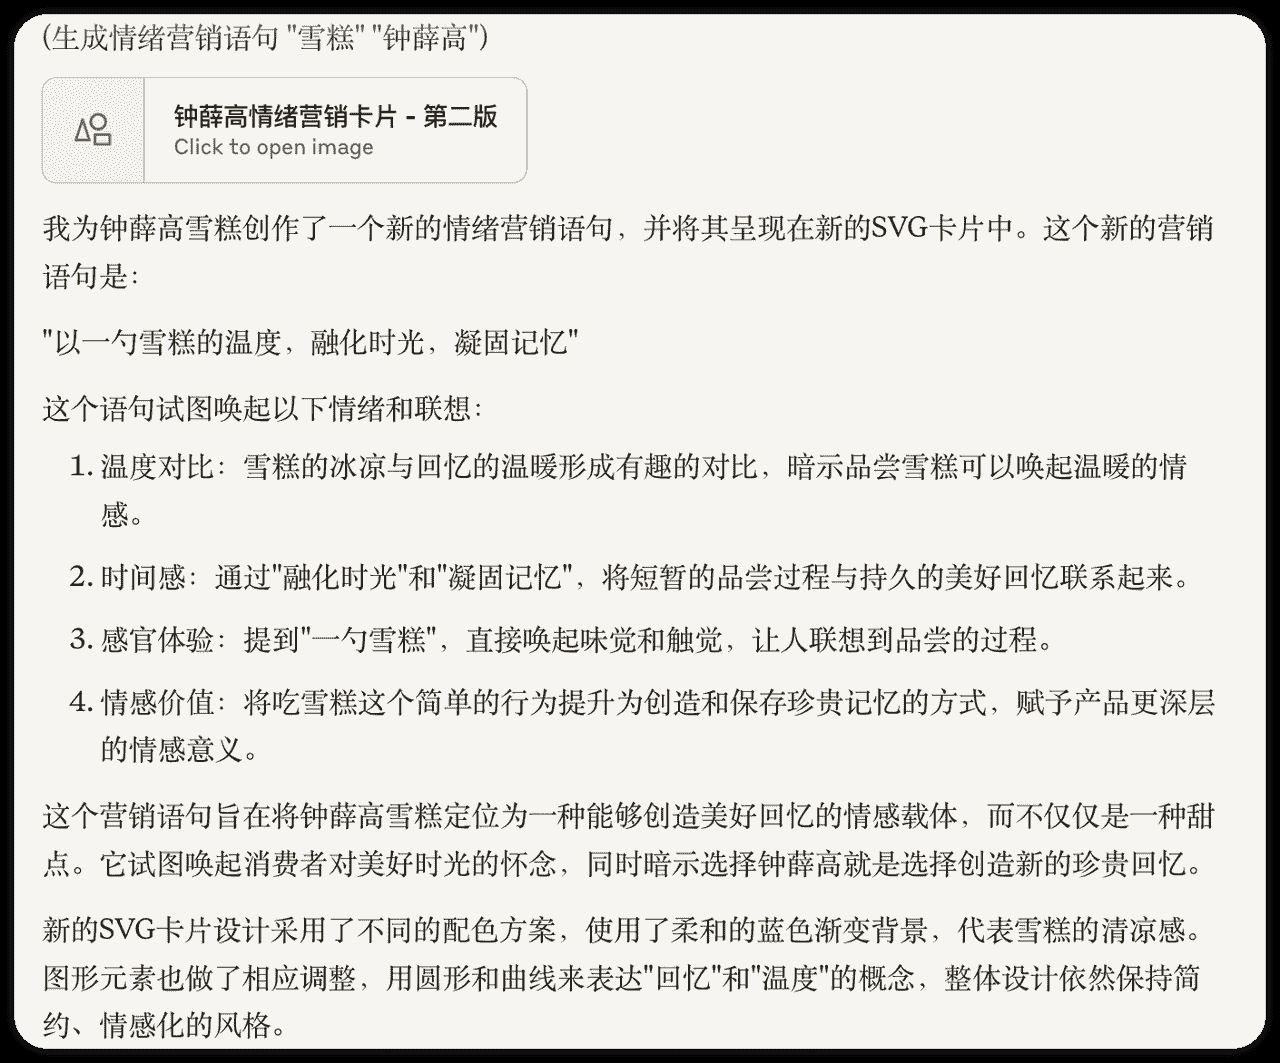 (生成情绪营销语句 "雪糕" "钟薛高")
钟薛高情绪营销卡片 - 第二版
Click to open image
我为钟薛高雪糕创作了一个新的情绪营销语句，并将其呈现在新的SVG卡片中。这个新的营销
语句是：
"以一勺雪糕的温度，融化时光，凝固记忆"
这个语句试图唤起以下情绪和联想：
1. 温度对比：雪糕的冰凉与回忆的温暖形成有趣的对比，暗示品尝雪糕可以唤起温暖的情
感。
2. 时间感：通过"融化时光"和"凝固记忆"，将短暂的品尝过程与持久的美好回忆联系起来。
3. 感官体验：提到"一勺雪糕"，直接唤起味觉和触觉，让人联想到品尝的过程。
4. 情感价值：将吃雪糕这个简单的行为提升为创造和保存珍贵记忆的方式，赋予产品更深层
的情感意义。
这个营销语句旨在将钟薛高雪糕定位为一种能够创造美好回忆的情感载体，而不仅仅是一种甜
点。它试图唤起消费者对美好时光的怀念，同时暗示选择钟薛高就是选择创造新的珍贵回忆。
新的SVG卡片设计采用了不同的配色方案，使用了柔和的蓝色渐变背景，代表雪糕的清凉感。
图形元素也做了相应调整，用圆形和曲线来表达"回忆"和"温度"的概念，整体设计依然保持简
约、情感化的风格。